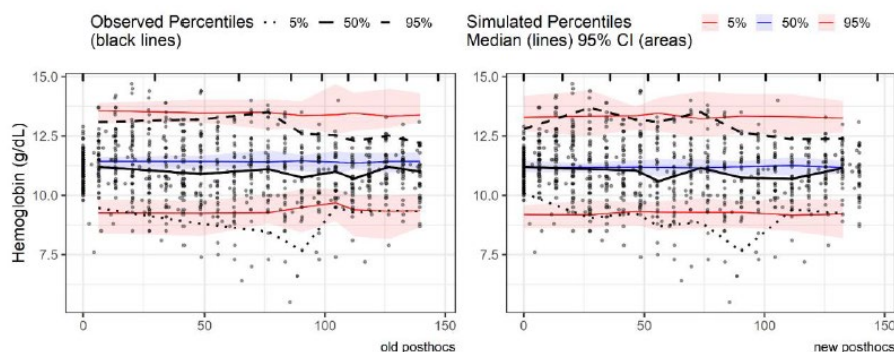 Observed Percentiles (black lines) 5% 50% 95%
Simulated Percentiles Median (lines) 95% CI (areas) 5% 50% 95%
Hemoglobin (g/dL)
15.0
12.5
10.0
7.5
0 50 100 150
old posthocs
15.0
12.5
10.0
7.5
0 50 100 150
new posthocs